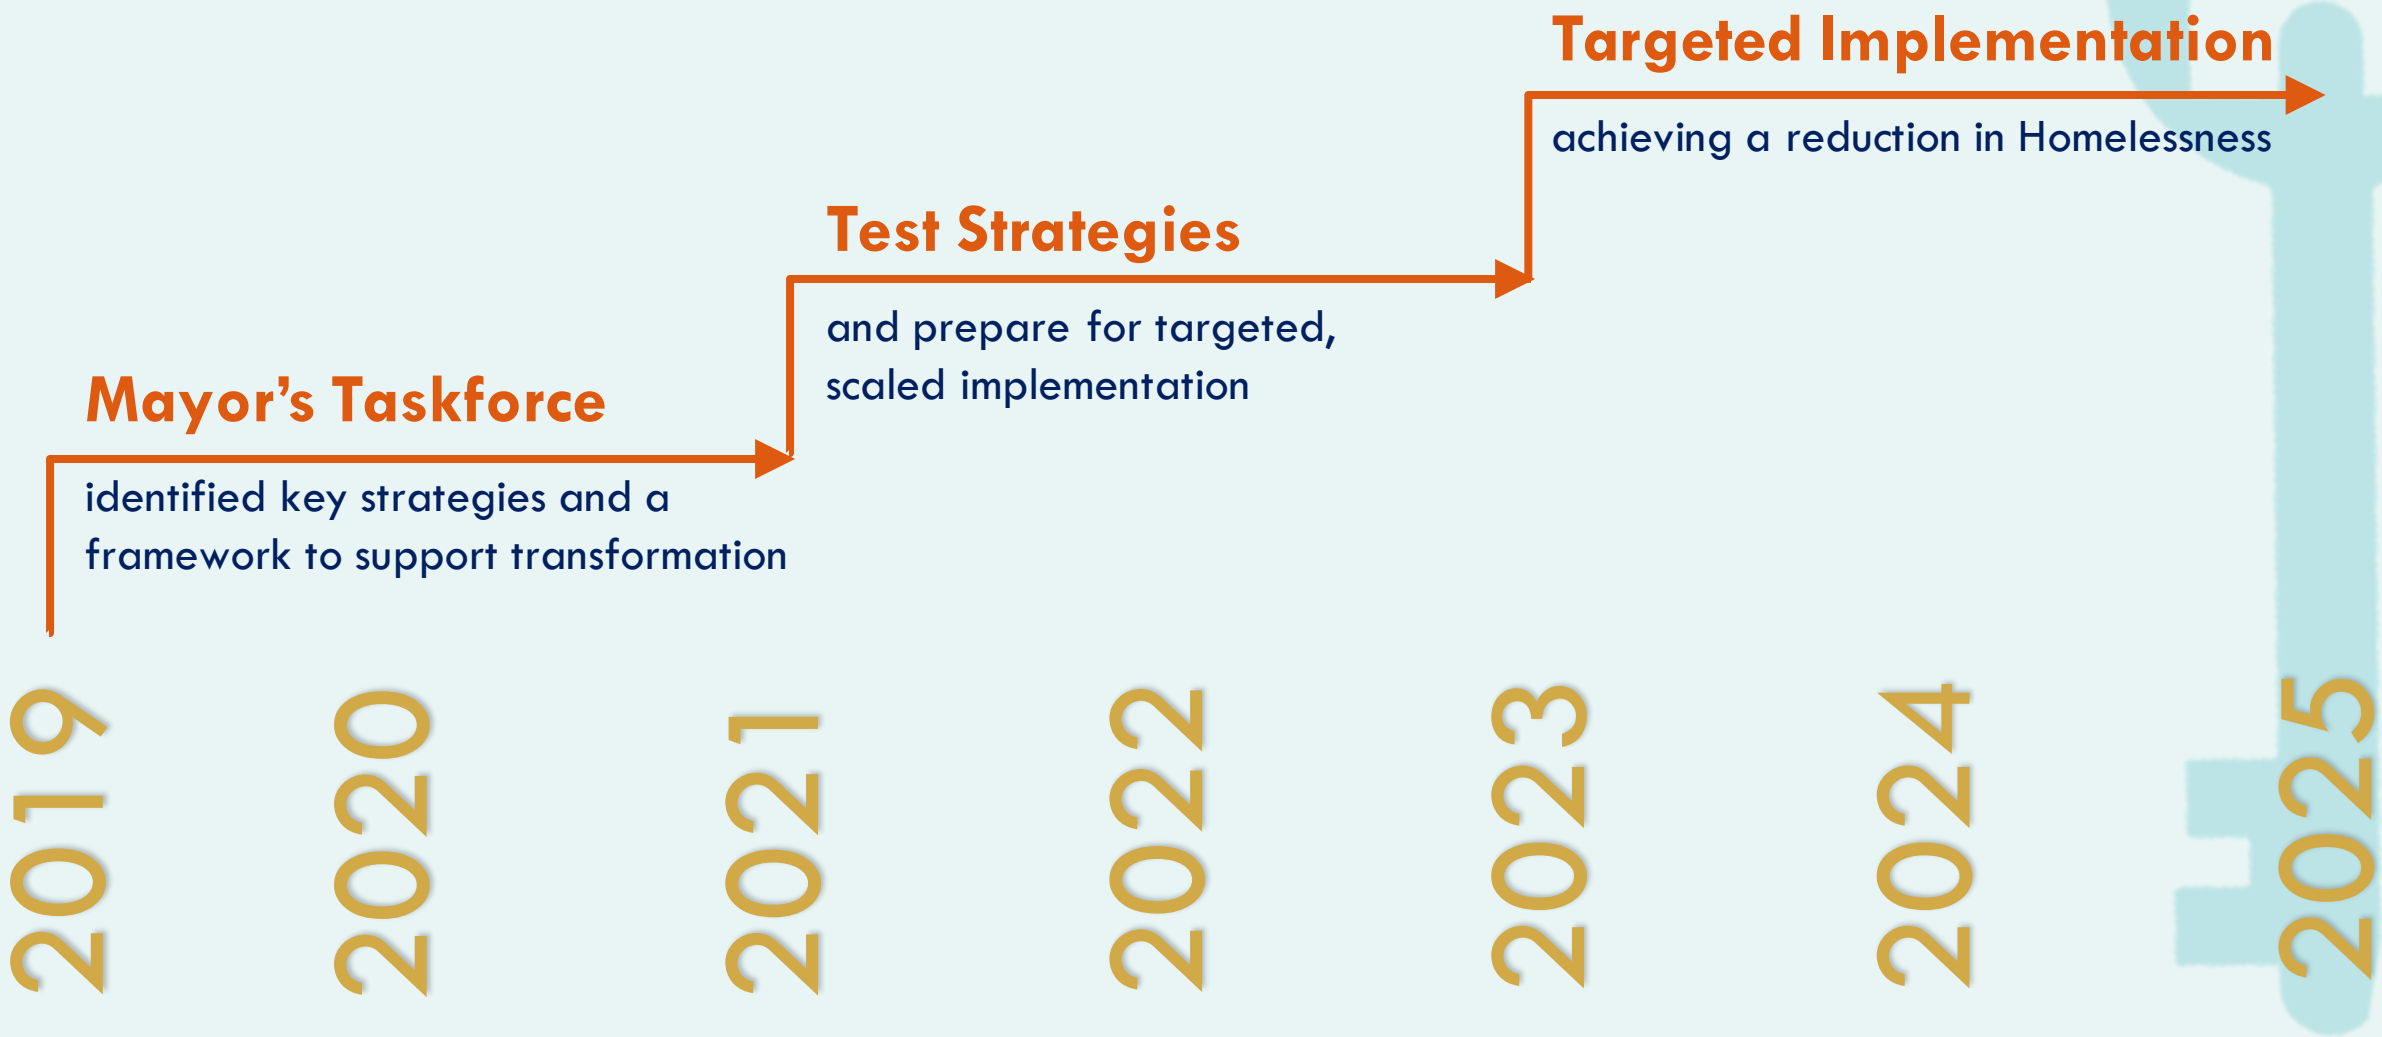 Targeted Implementation
achieving a reduction in Homelessness
Test Strategies
and prepare for targeted,
scaled implementation
Mayor’s Taskforce
identified key strategies and a
framework to support transformation
2019
2020
2021
2022
2023
2024
2025